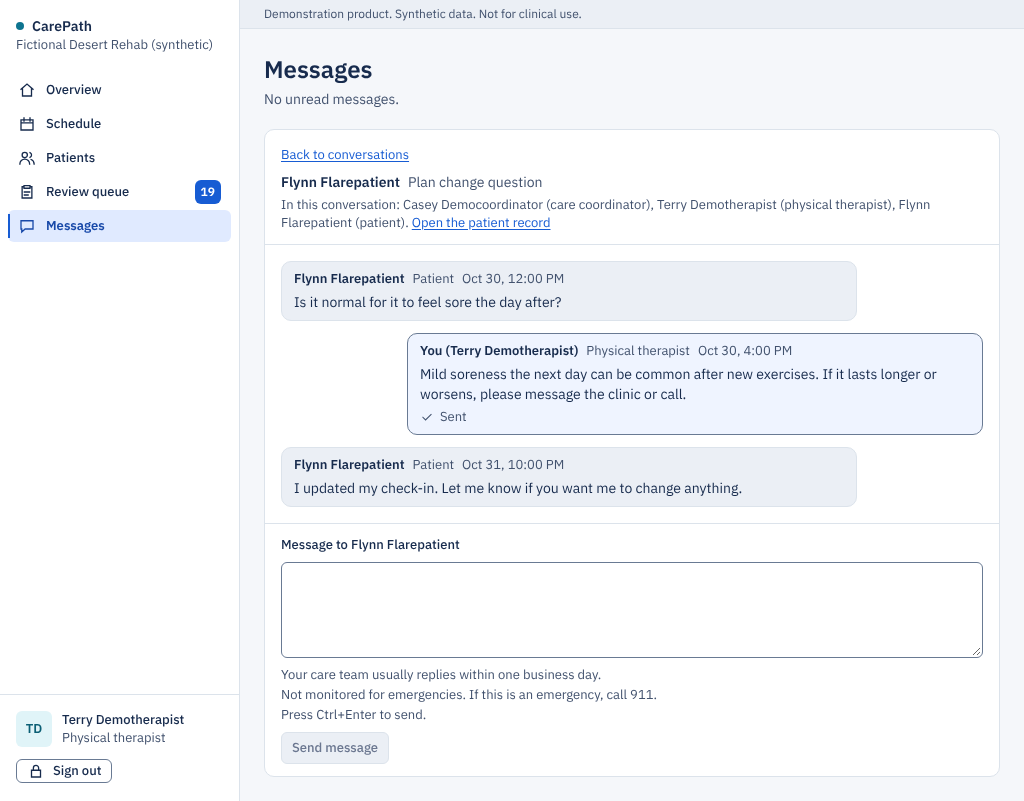 CarePath
Fictional Desert Rehab (synthetic)
Overview
Schedule
Patients
Review queue 19
Messages
Terry Demotherapist
TD
Physical therapist
Sign out
Demonstration product. Synthetic data. Not for clinical use.
Messages
No unread messages.
Back to conversations
Flynn Flarepatient Plan change question
In this conversation: Casey Democoordinator (care coordinator), Terry Demotherapist (physical therapist), Flynn
Flarepatient (patient). Open the patient record
Flynn Flarepatient Patient Oct 30, 12:00 PM
Is it normal for it to feel sore the day after?
You (Terry Demotherapist) Physical therapist Oct 30, 4:00 PM
Mild soreness the next day can be common after new exercises. If it lasts longer or
worsens, please message the clinic or call.
Sent
Flynn Flarepatient Patient Oct 31, 10:00 PM
I updated my check-in. Let me know if you want me to change anything.
Message to Flynn Flarepatient
Your care team usually replies within one business day.
Not monitored for emergencies. If this is an emergency, call 911.
Press Ctrl+Enter to send.
Send message